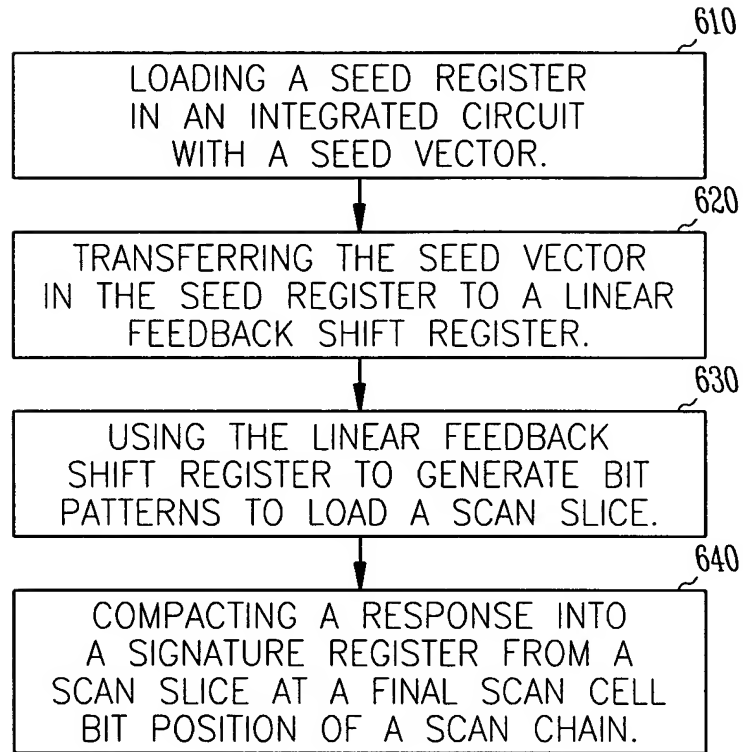 610
LOADING A SEED REGISTER
IN AN INTEGRATED CIRCUIT
WITH A SEED VECTOR.
620
TRANSFERRING THE SEED VECTOR
IN THE SEED REGISTER TO A LINEAR
FEEDBACK SHIFT REGISTER.
630
USING THE LINEAR FEEDBACK
SHIFT REGISTER TO GENERATE BIT
PATTERNS TO LOAD A SCAN SLICE.
640
COMPACTING A RESPONSE INTO
A SIGNATURE REGISTER FROM A
SCAN SLICE AT A FINAL SCAN CELL
BIT POSITION OF A SCAN CHAIN.